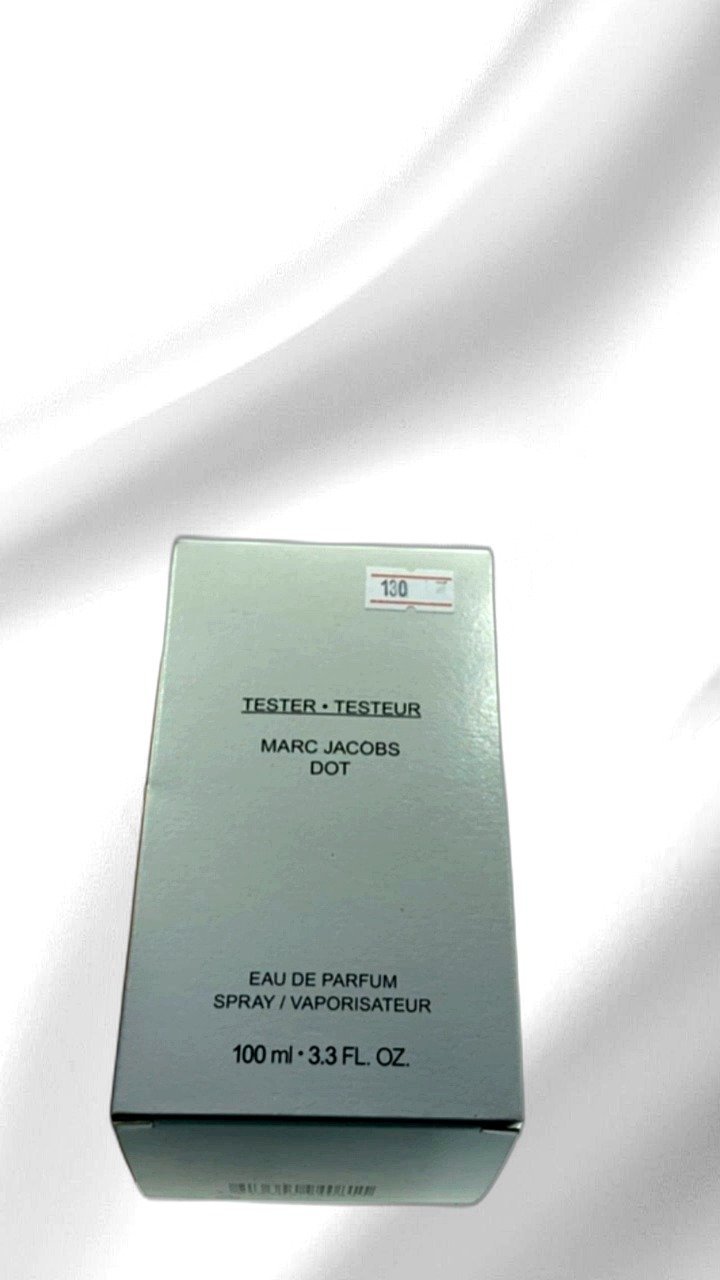 130
TESTER • TESTEUR
MARC JACOBS
DOT
EAU DE PARFUM
SPRAY / VAPORISATEUR
100 ml • 3.3 FL. OZ.